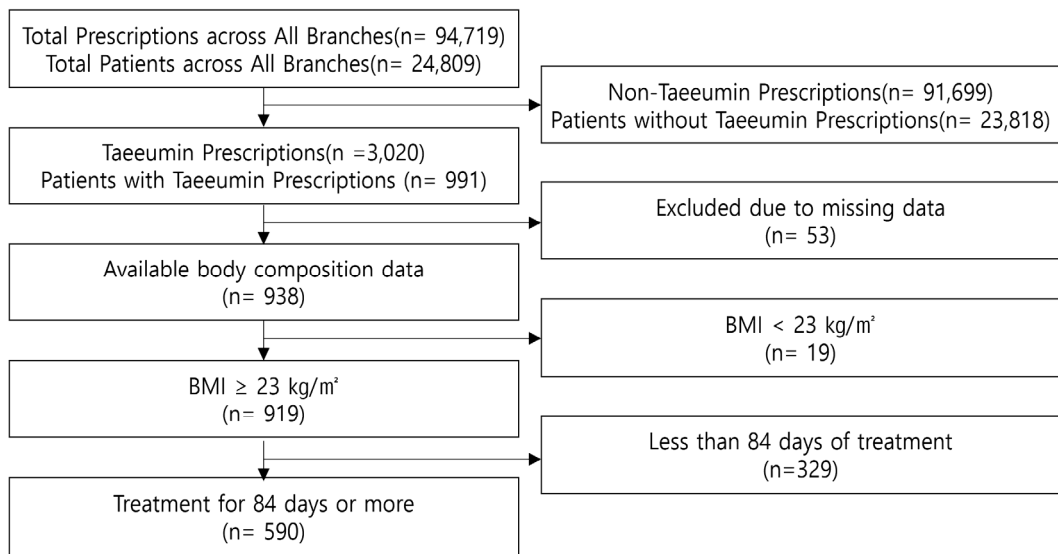 Total Prescriptions across All Branches(n= 94,719)
Total Patients across All Branches(n= 24,809)
Non-Taeeumin Prescriptions(n= 91,699)
Patients without Taeeumin Prescriptions(n= 23,818)
Taeeumin Prescriptions(n =3,020)
Patients with Taeeumin Prescriptions (n= 991)
Excluded due to missing data
(n= 53)
Available body composition data
(n= 938)
BMI < 23 kg/m²
(n= 19)
BMI ≥ 23 kg/m²
(n= 919)
Less than 84 days of treatment
(n=329)
Treatment for 84 days or more
(n= 590)